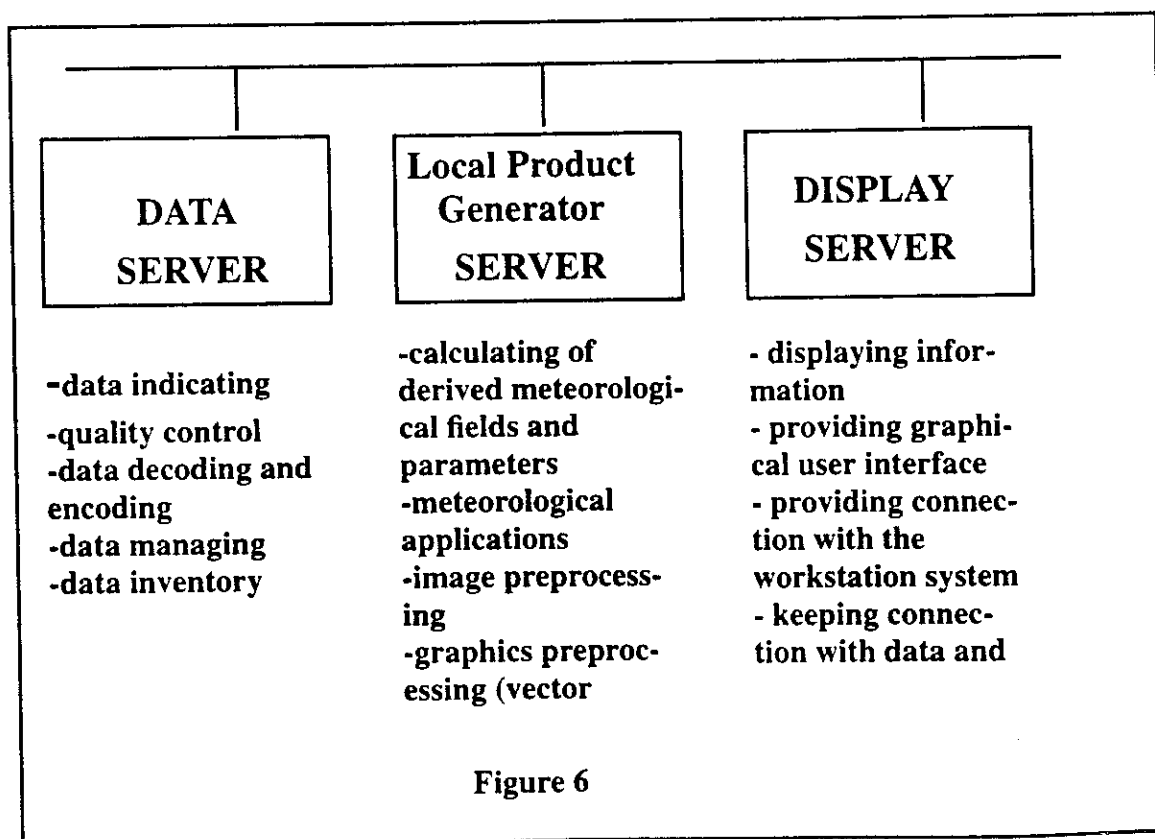 DATA
SERVER
-data indicating
-quality control
-data decoding and
encoding
-data managing
-data inventory
Local Product
Generator
SERVER
-calculating of
derived meteorologi-
cal fields and
parameters
-meteorological
applications
-image preprocess-
ing
-graphics preproc-
essing (vector
DISPLAY
SERVER
- displaying infor-
mation
- providing graphi-
cal user interface
- providing connec-
tion with the
workstation system
- keeping connec-
tion with data and
Figure 6